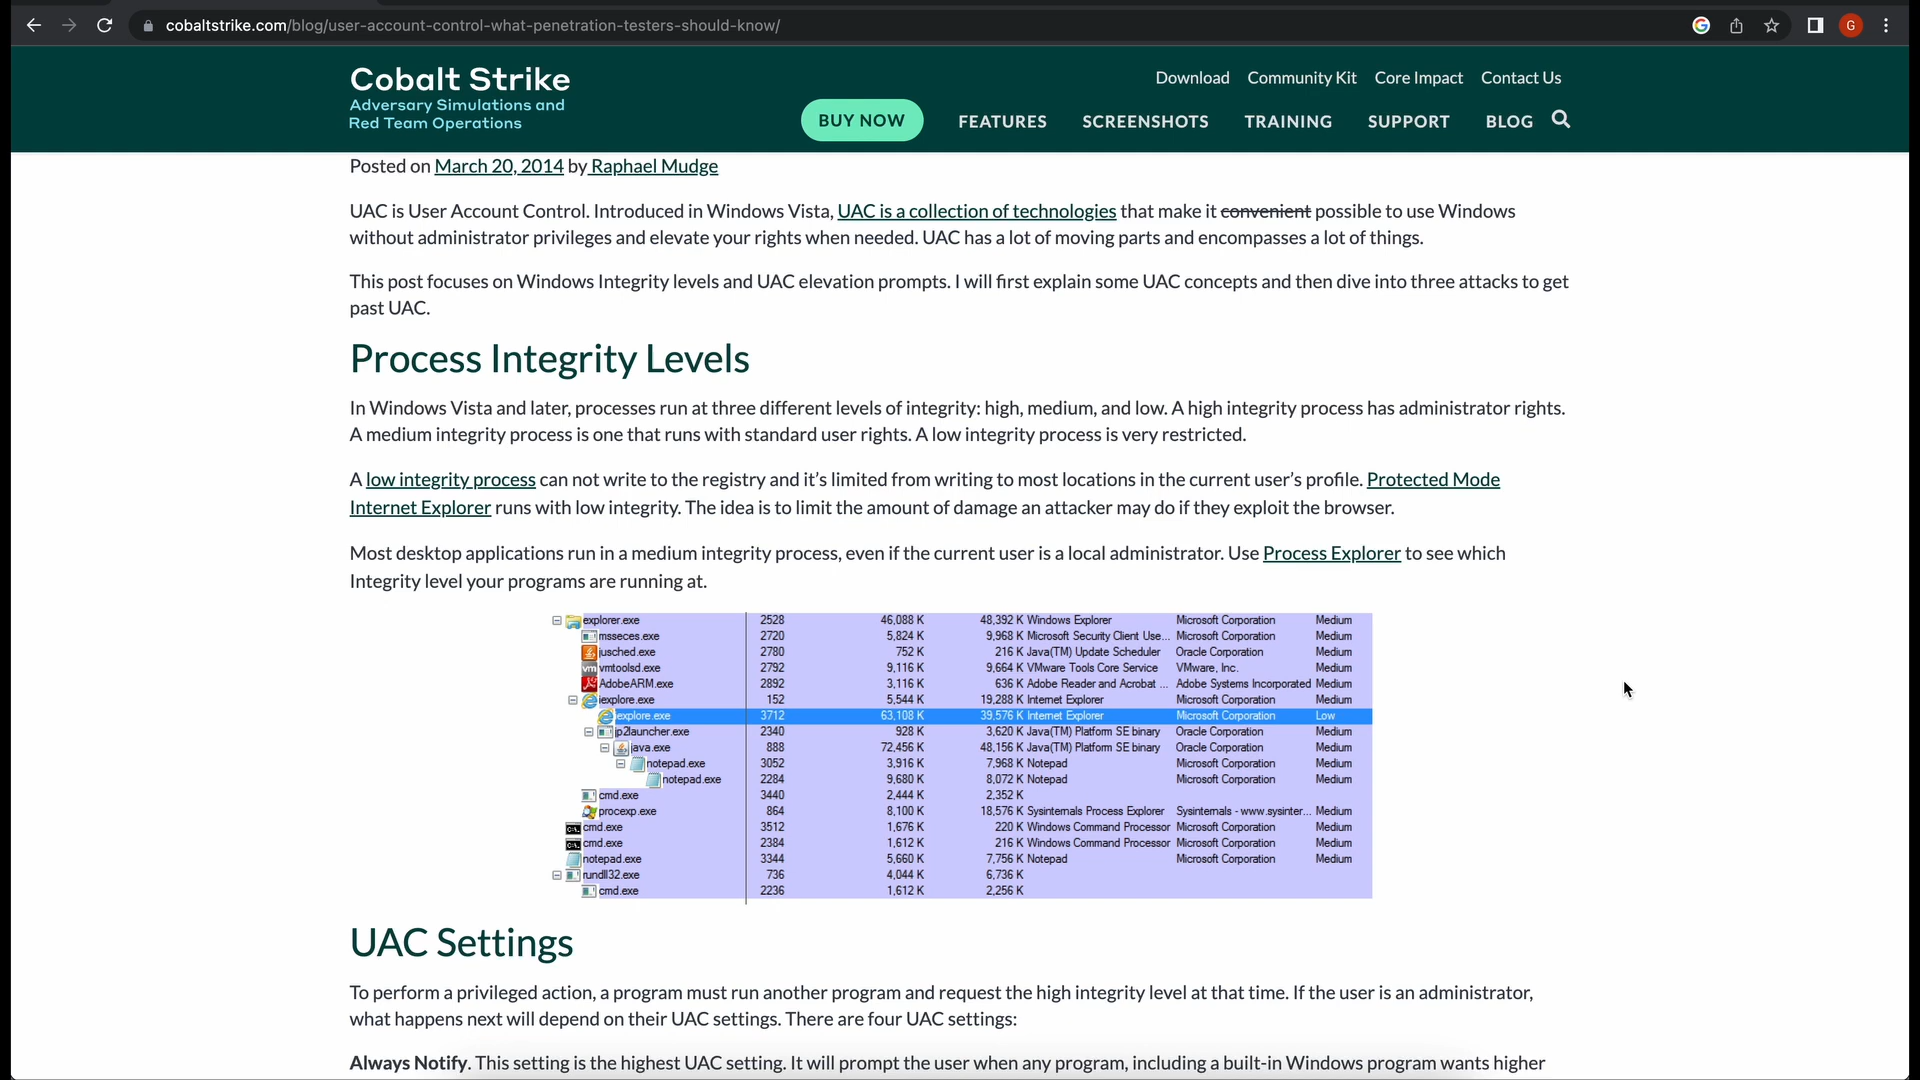 cobaltstrike.com/blog/user-account-control-what-penetration-testers-should-know/
G
Cobalt Strike
Adversary Simulations and
Red Team Operations
Download Community Kit Core Impact Contact Us
BUY NOW FEATURES SCREENSHOTS TRAINING SUPPORT BLOG
Posted on March 20, 2014 by Raphael Mudge
UAC is User Account Control. Introduced in Windows Vista, UAC is a collection of technologies that make it convenient possible to use Windows
without administrator privileges and elevate your rights when needed. UAC has a lot of moving parts and encompasses a lot of things.
This post focuses on Windows Integrity levels and UAC elevation prompts. I will first explain some UAC concepts and then dive into three attacks to get
past UAC.
Process Integrity Levels
In Windows Vista and later, processes run at three different levels of integrity: high, medium, and low. A high integrity process has administrator rights.
A medium integrity process is one that runs with standard user rights. A low integrity process is very restricted.
A low integrity process can not write to the registry and it’s limited from writing to most locations in the current user’s profile. Protected Mode
Internet Explorer runs with low integrity. The idea is to limit the amount of damage an attacker may do if they exploit the browser.
Most desktop applications run in a medium integrity process, even if the current user is a local administrator. Use Process Explorer to see which
Integrity level your programs are running at.
explorer.exe 2528 46,088 K 48,392 K Windows Explorer Microsoft Corporation Medium
msseces.exe 2720 5,824 K 9,968 K Microsoft Security Client Use... Microsoft Corporation Medium
jusched.exe 2780 752 K 216 K Java(TM) Update Scheduler Oracle Corporation Medium
vmtoolsd.exe 2792 9,116 K 9,664 K VMware Tools Core Service VMware, Inc. Medium
AdobeARM.exe 2892 3,116 K 636 K Adobe Reader and Acrobat ... Adobe Systems Incorporated Medium
iexplore.exe 152 5,544 K 19,288 K Internet Explorer Microsoft Corporation Medium
iexplore.exe 3712 63,108 K 39,576 K Internet Explorer Microsoft Corporation Low
jp2launcher.exe 2340 928 K 3,620 K Java(TM) Platform SE binary Oracle Corporation Medium
java.exe 888 72,456 K 48,156 K Java(TM) Platform SE binary Oracle Corporation Medium
notepad.exe 3052 3,916 K 7,968 K Notepad Microsoft Corporation Medium
notepad.exe 2284 9,680 K 8,072 K Notepad Microsoft Corporation Medium
cmd.exe 3440 2,444 K 2,352 K
procexp.exe 864 8,100 K 18,576 K Sysinternals Process Explorer Sysinternals - www.sysinter... Medium
cmd.exe 3512 1,676 K 220 K Windows Command Processor Microsoft Corporation Medium
cmd.exe 2384 1,612 K 216 K Windows Command Processor Microsoft Corporation Medium
notepad.exe 3344 5,660 K 7,756 K Notepad Microsoft Corporation Medium
rundll32.exe 736 4,044 K 6,736 K
cmd.exe 2236 1,612 K 2,256 K
UAC Settings
To perform a privileged action, a program must run another program and request the high integrity level at that time. If the user is an administrator,
what happens next will depend on their UAC settings. There are four UAC settings:
Always Notify. This setting is the highest UAC setting. It will prompt the user when any program, including a built-in Windows program wants higher